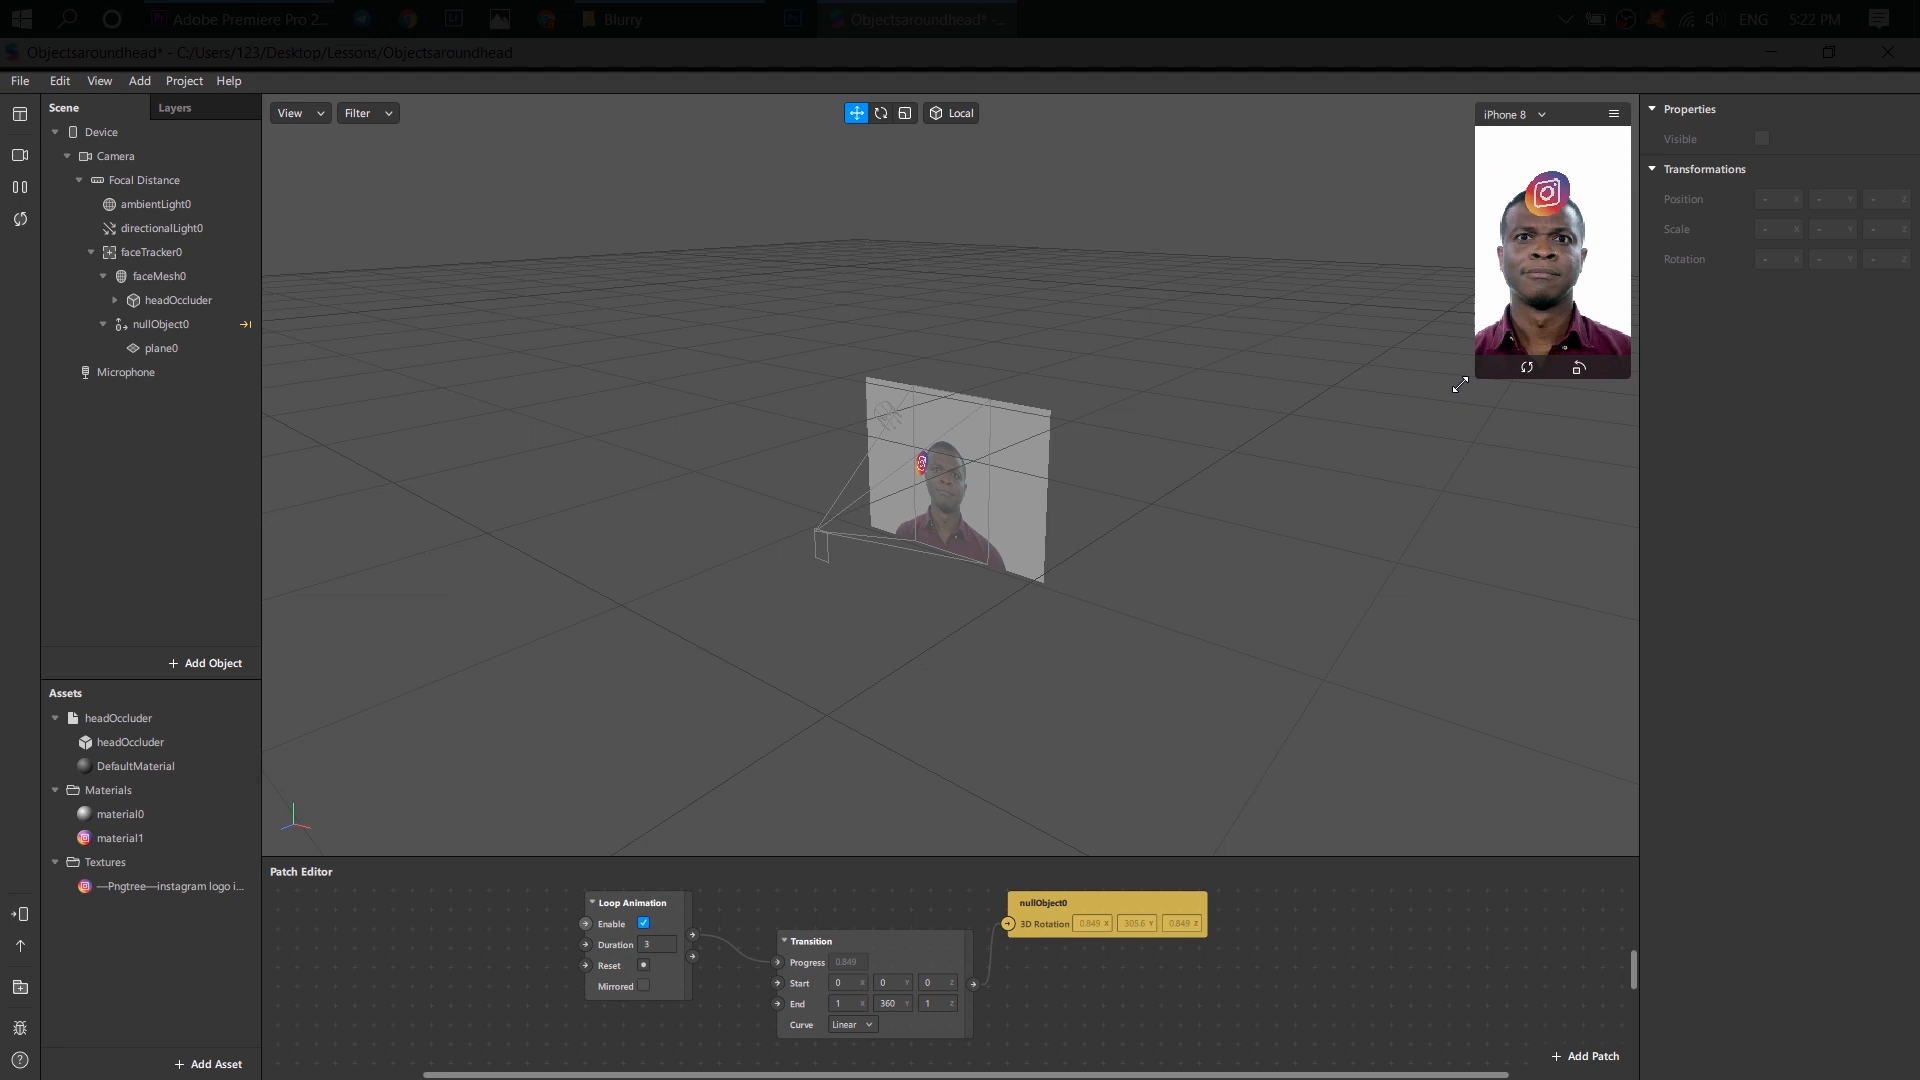 Adobe Premiere Pro 2...
Blurry
Objectsaroundhead* -...
ENG
5:22 PM
Objectsaroundhead* - C:/Users/123/Desktop/Lessons/Objectsaroundhead
File Edit View Add Project Help
Scene
Layers
Device
Camera
Focal Distance
ambientLight0
directionalLight0
faceTracker0
faceMesh0
headOccluder
nullObject0
plane0
Microphone
+ Add Object
Assets
headOccluder
headOccluder
DefaultMaterial
Materials
material0
material1
Textures
—Pngtree—instagram logo i...
+ Add Asset
View
Filter
Local
iPhone 8
Properties
Visible
Transformations
Position - X - Y - Z
Scale - X - Y - Z
Rotation - X - Y - Z
Patch Editor
Loop Animation
Enable
Duration 3
Reset
Mirrored
Transition
Progress 0.849
Start 0 X 0 Y 0 Z
End 1 X 360 Y 1 Z
Curve Linear
nullObject0
3D Rotation 0.849 X 305.6 Y 0.849 Z
+ Add Patch